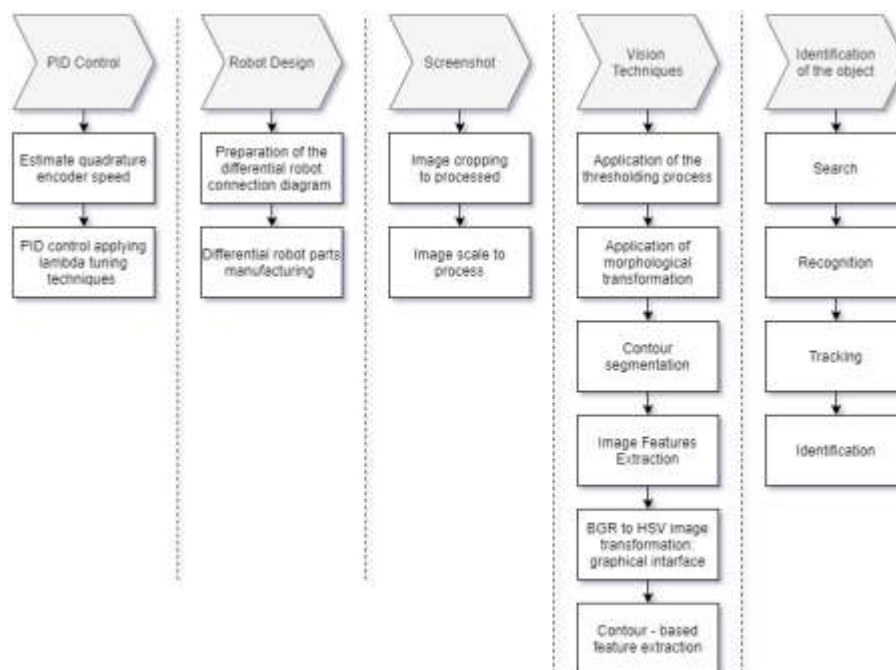 PID Control
Estimate quadrature
encoder speed
PID control applying
lambda tuning
techniques
Robot Design
Preparation of the
differential robot
connection diagram
Differential robot parts
manufacturing
Screenshot
Image cropping
to processed
Image scale to
process
Vision
Techniques
Application of the
thresholding process
Application of
morphological
transformation
Contour
segmentation
Image Features
Extraction
BGR to HSV image
transformation:
graphical intarface
Contour - based
feature extraction
Identification
of the object
Search
Recognition
Tracking
Identification